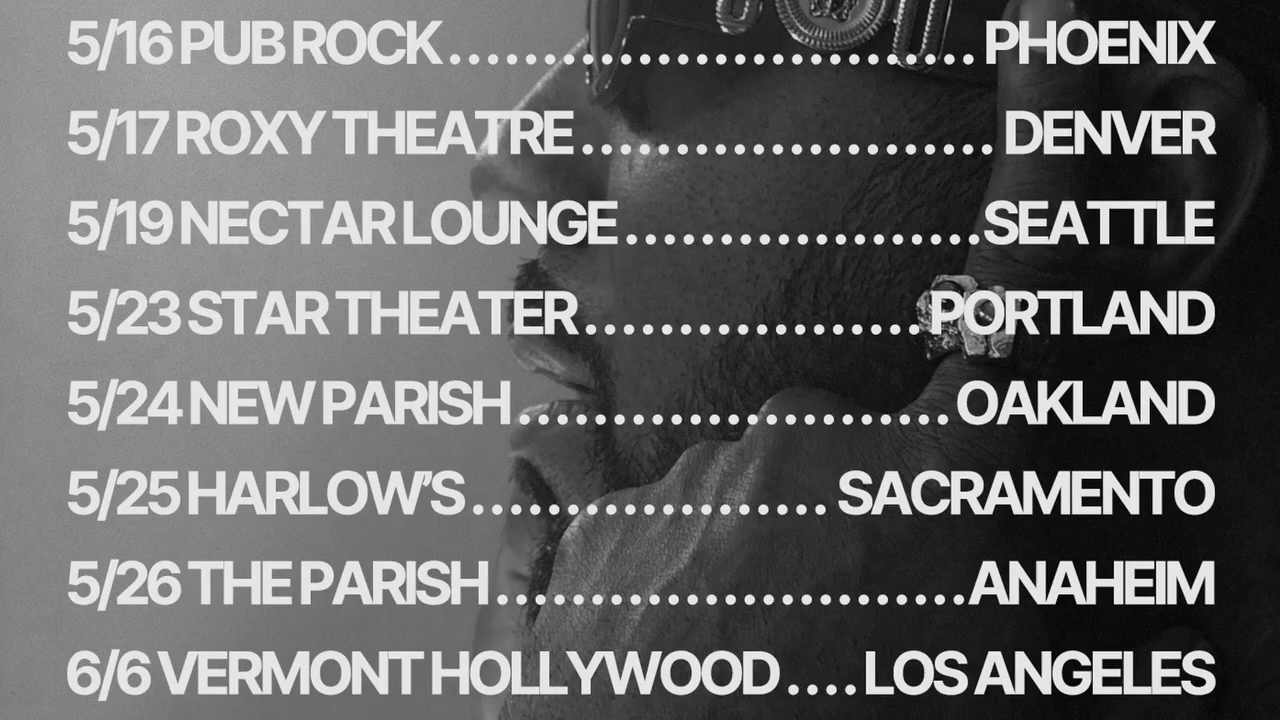 5/16 PUB ROCK........................... PHOENIX
5/17 ROXY THEATRE...................... DENVER
5/19 NECTAR LOUNGE...................SEATTLE
5/23 STAR THEATER..................PORTLAND
5/24 NEW PARISH....................... OAKLAND
5/25 HARLOW'S................... SACRAMENTO
5/26 THE PARISH.........................ANAHEIM
6/6 VERMONT HOLLYWOOD.... LOS ANGELES